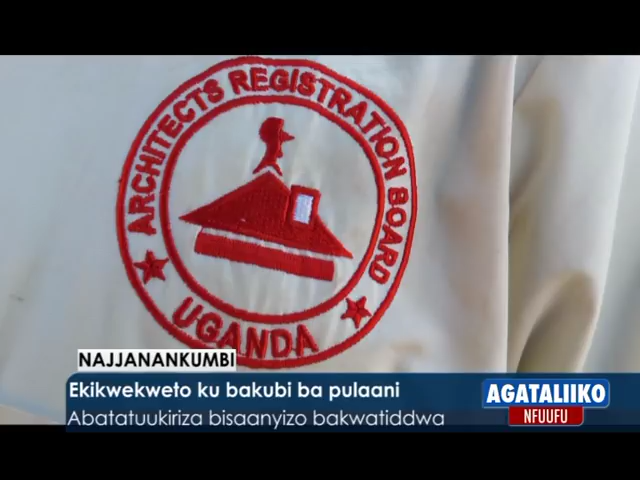 ARCHITECTS REGISTRATION BOARD
UGANDA
NAJJANANKUMBI
Ekikwekweto ku bakubi ba pulaani
Abatatuukiriza bisaanyizo bakwatiddwa
AGATALIIKO
NFUUFU